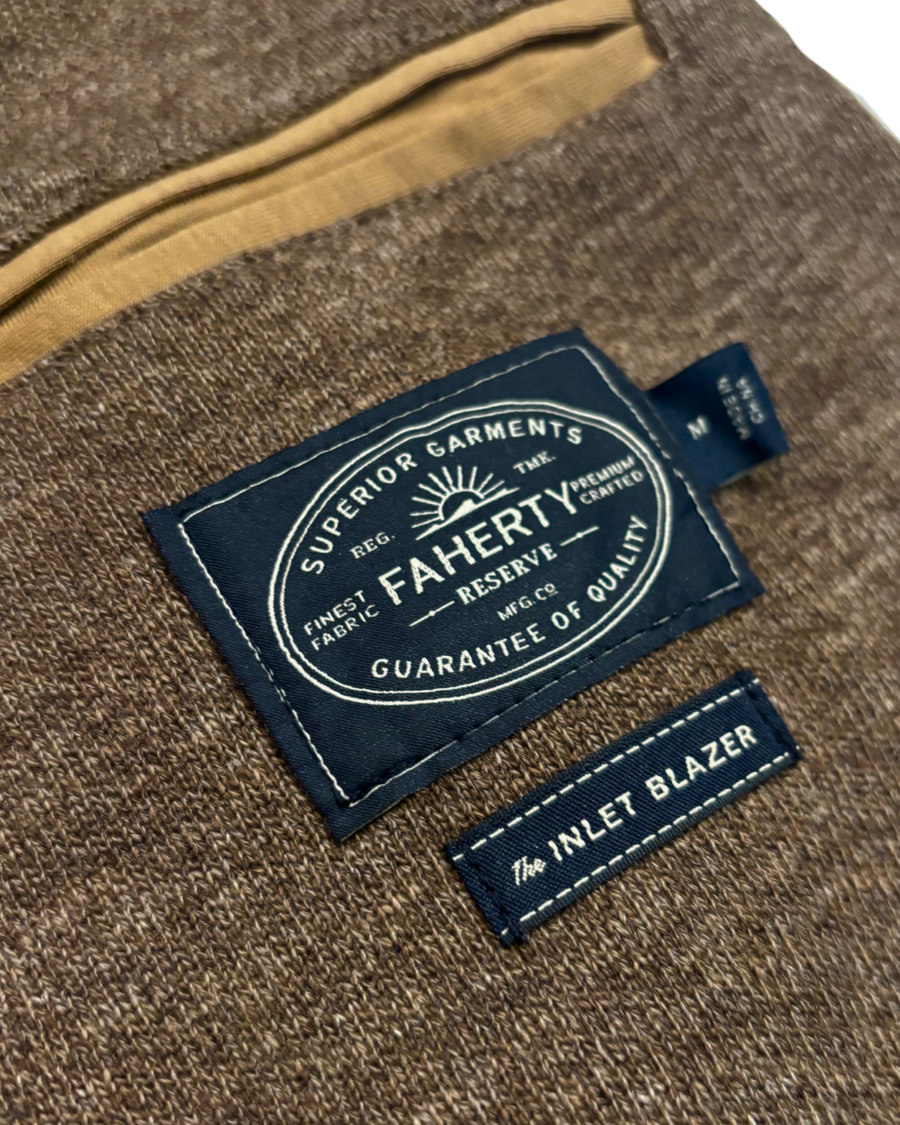 SUPERIOR GARMENTS
REG. TMK.
FAHERTY
FINEST
FABRIC
PREMIUM
CRAFTED
RESERVE
MFG. CO
GUARANTEE OF QUALITY
M
MADE IN
CHINA
The INLET BLAZER